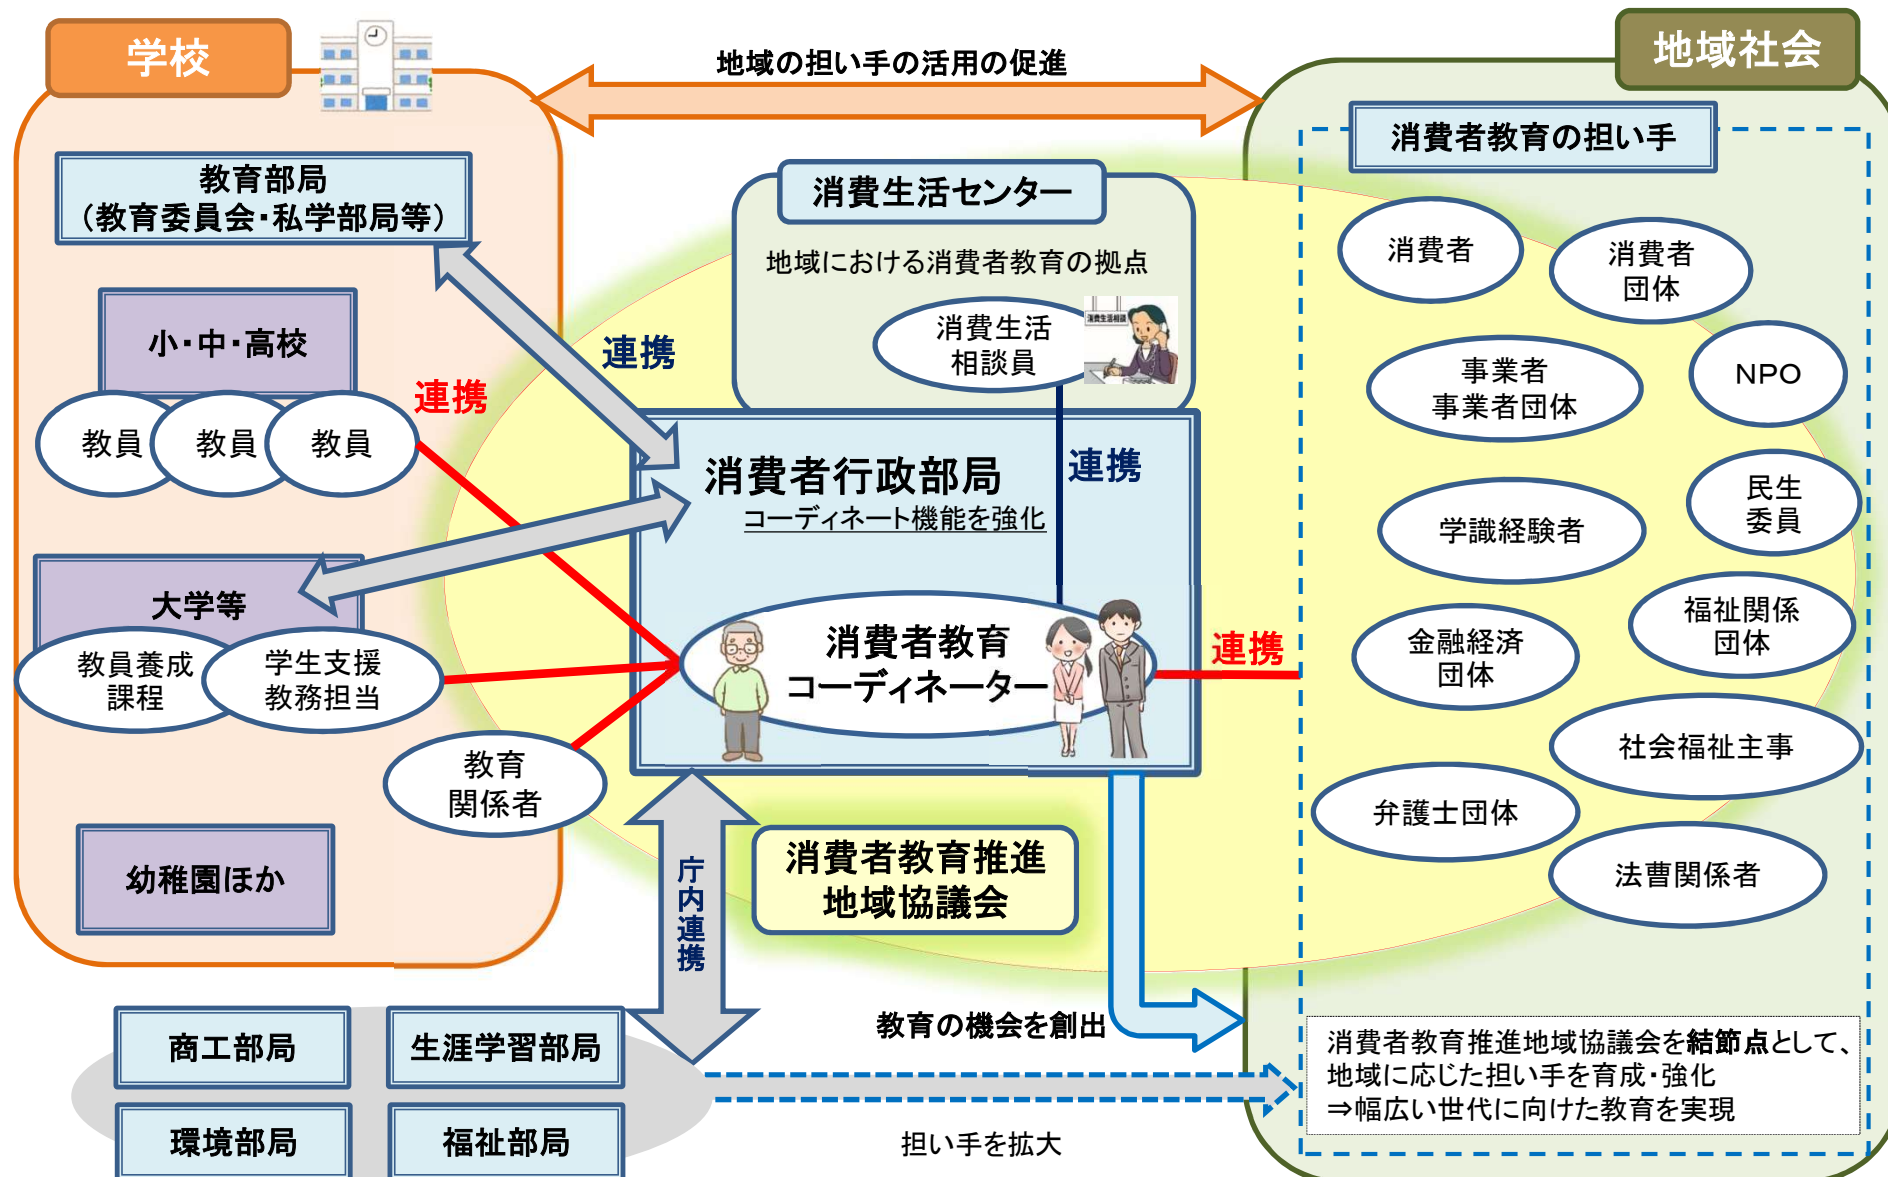 学校
地域の担い手の活用の促進
地域社会
教育部局
（教育委員会・私学部局等）
小・中・高校
教員
教員
教員
連携
連携
大学等
教員養成
課程
学生支援
教務担当
教育
関係者
幼稚園ほか
消費生活センター
地域における消費者教育の拠点
消費生活
相談員
消費生活相談
消費者行政部局
コーディネート機能を強化
連携
消費者教育
コーディネーター
連携
消費者教育推進
地域協議会
庁内連携
教育の機会を創出
担い手を拡大
商工部局
生涯学習部局
環境部局
福祉部局
消費者教育の担い手
消費者
消費者
団体
事業者
事業者団体
NPO
学識経験者
民生
委員
金融経済
団体
福祉関係
団体
社会福祉主事
弁護士団体
法曹関係者
消費者教育推進地域協議会を結節点として、
地域に応じた担い手を育成・強化
⇒幅広い世代に向けた教育を実現